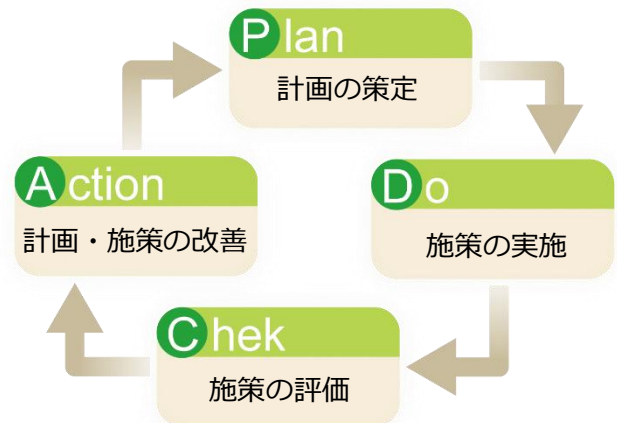 Plan
計画の策定
Do
施策の実施
Chek
施策の評価
Action
計画・施策の改善